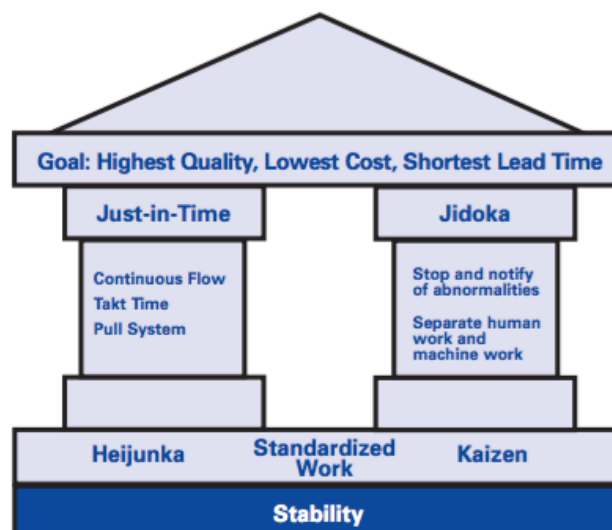 Goal: Highest Quality, Lowest Cost, Shortest Lead Time
Just-in-Time
Jidoka
Continuous Flow
Takt Time
Pull System
Stop and notify
of abnormalities
Separate human
work and
machine work
Heijunka
Standardized
Work
Kaizen
Stability